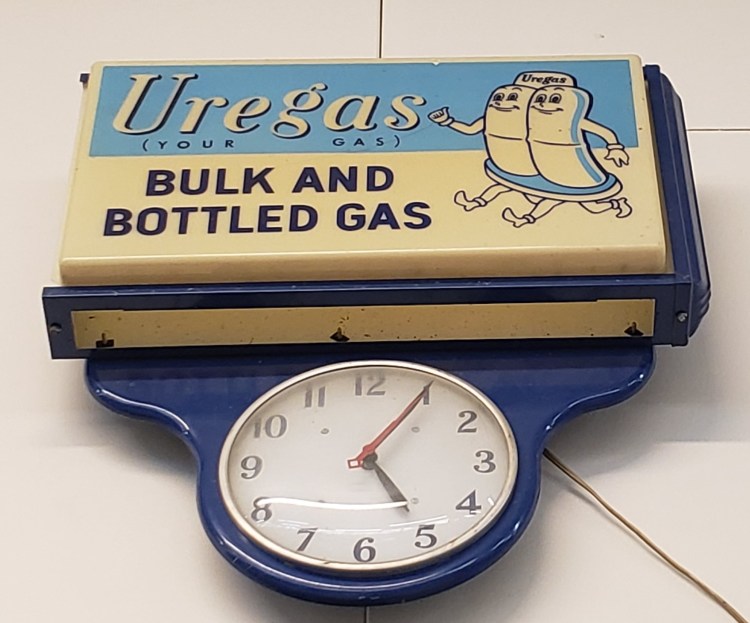 Uregas
(YOUR GAS)
Uregas
BULK AND
BOTTLED GAS
12
11
1
10
2
9
3
8
4
7
5
6